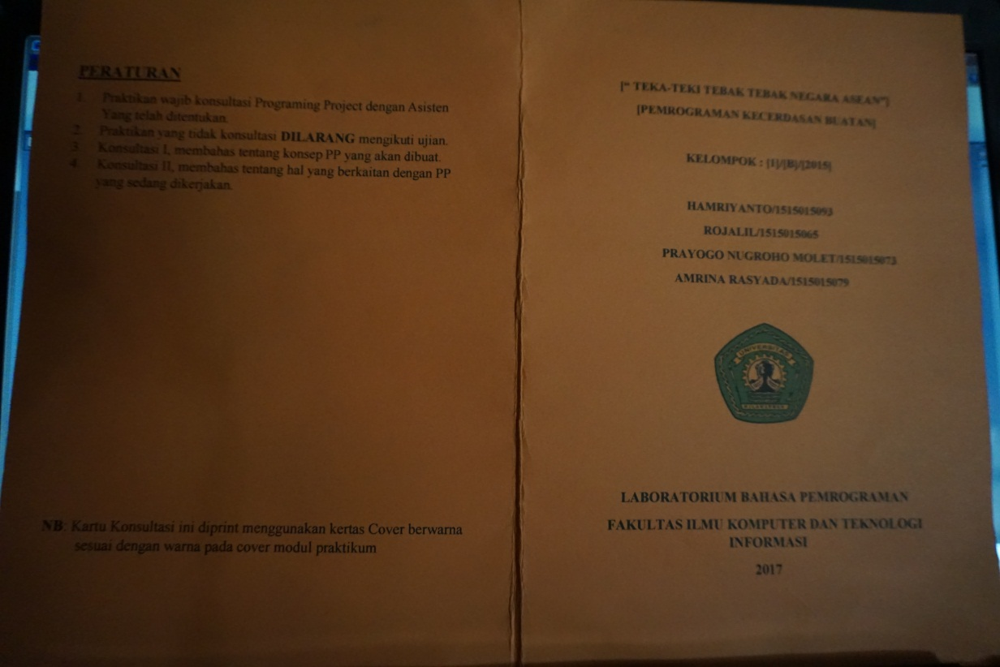 PERATURAN
1. Praktikan wajib konsultasi Programing Project dengan Asisten
Yang telah ditentukan.
2. Praktikan yang tidak konsultasi DILARANG mengikuti ujian.
3. Konsultasi I, membahas tentang konsep PP yang akan dibuat.
4. Konsultasi II, membahas tentang hal yang berkaitan dengan PP
yang sedang dikerjakan.
NB: Kartu Konsultasi ini diprint menggunakan kertas Cover berwarna
sesuai dengan warna pada cover modul praktikum
[“ TEKA-TEKI TEBAK TEBAK NEGARA ASEAN”]
[PEMROGRAMAN KECERDASAN BUATAN]
KELOMPOK : [1]/[B]/[2015]
HAMRIYANTO/1515015093
ROJALIL/1515015065
PRAYOGO NUGROHO MOLET/1515015073
AMRINA RASYADA/1515015079
UNIVERSITAS
MULAWARMAN
LABORATORIUM BAHASA PEMROGRAMAN
FAKULTAS ILMU KOMPUTER DAN TEKNOLOGI
INFORMASI
2017